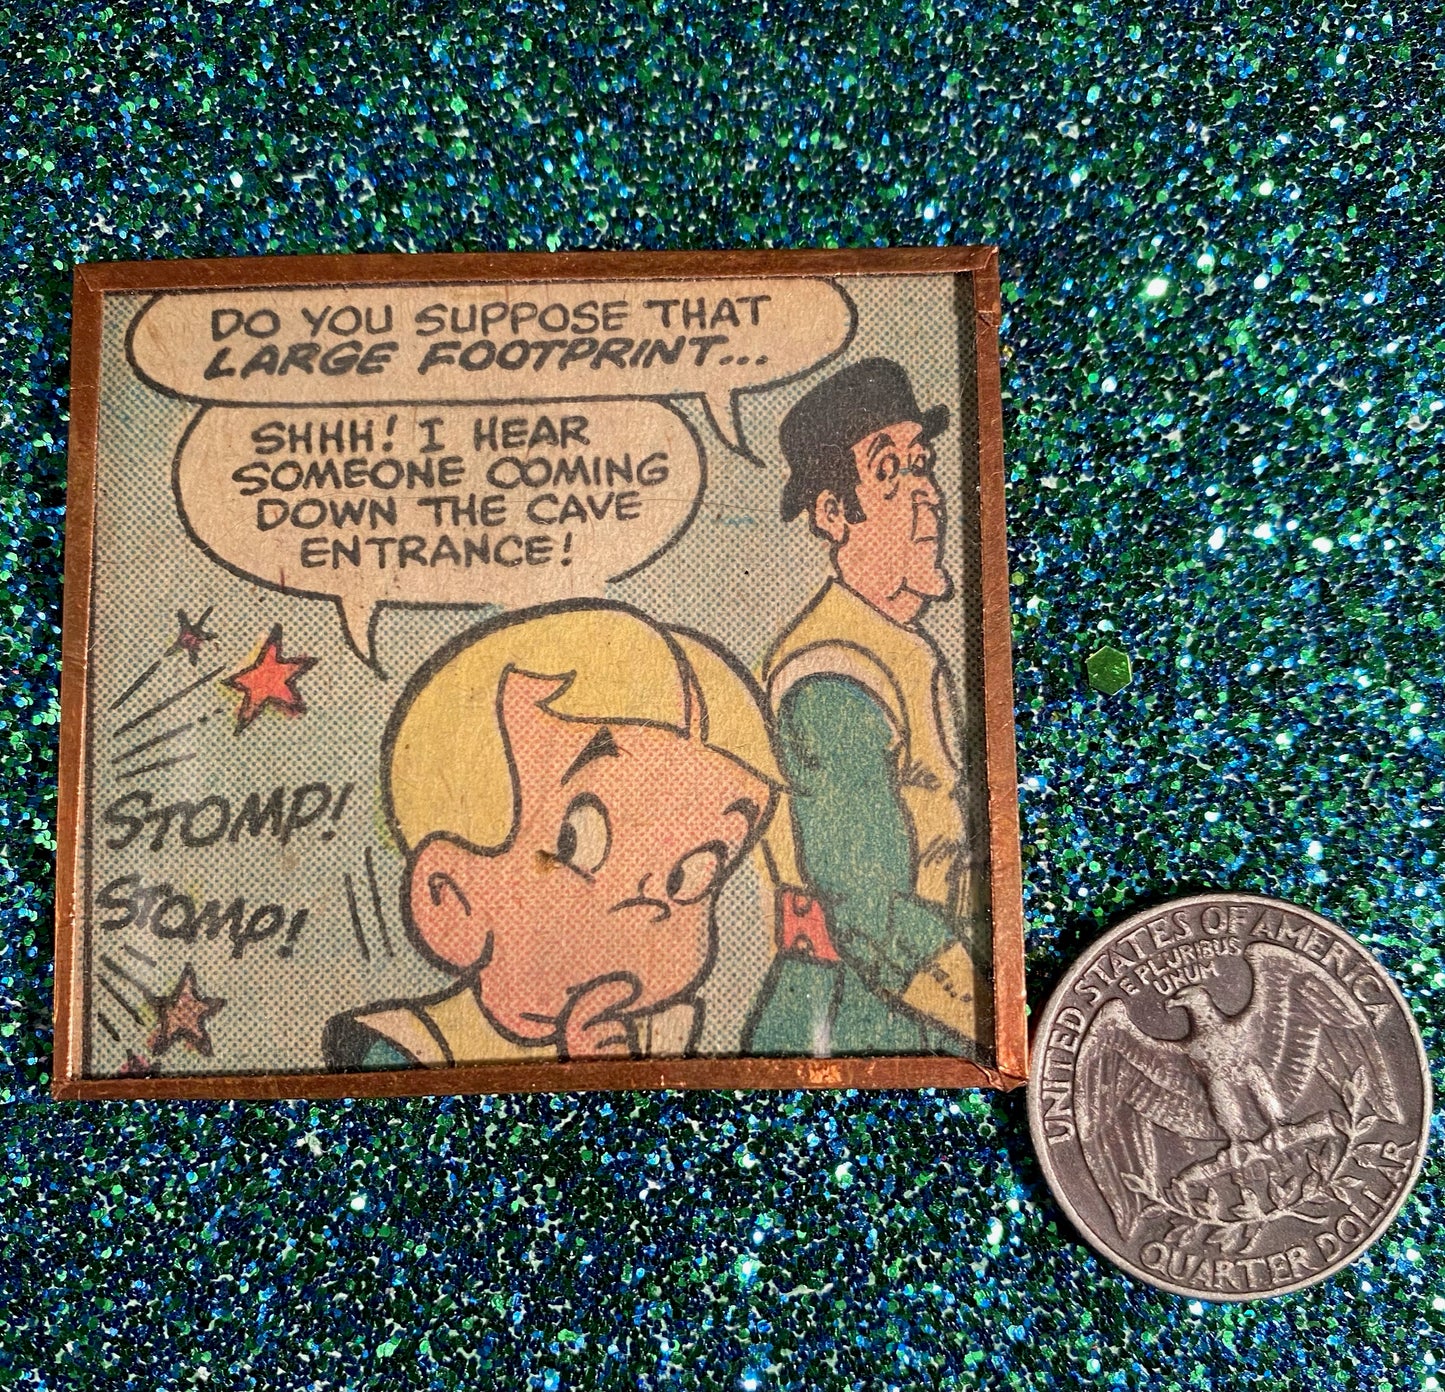 DO YOU SUPPOSE THAT
LARGE FOOTPRINT...
SHHH! I HEAR
SOMEONE COMING
DOWN THE CAVE
ENTRANCE!
STOMP!
STOMP!
UNITED STATES OF AMERICA
E PLURIBUS
UNUM
QUARTER DOLLAR